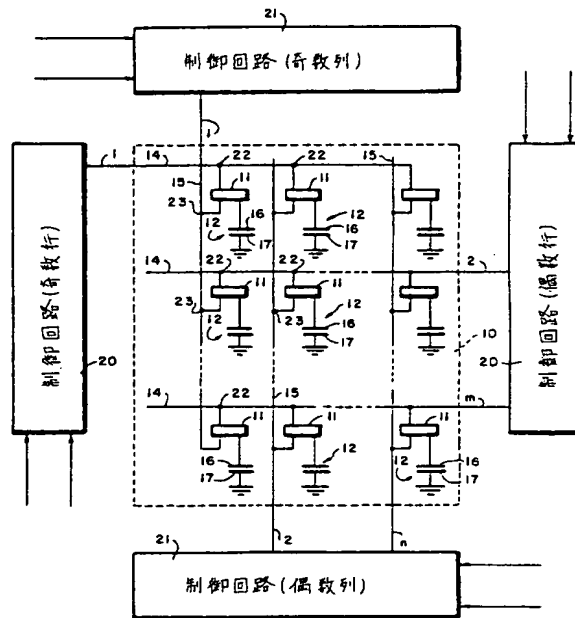 21
制御回路(奇数列)
1
14 22 22 15
1
15 11 11
23 16 16
12 17 12 17
制御回路(奇数行)
20
制御回路(偶数行)
20
14 22 22 2
11 11 12
23 16
12 23 17
10
14 22 15 m
11 11 11
16 12 16
17 12 17
2 n
21
制御回路(偶数列)